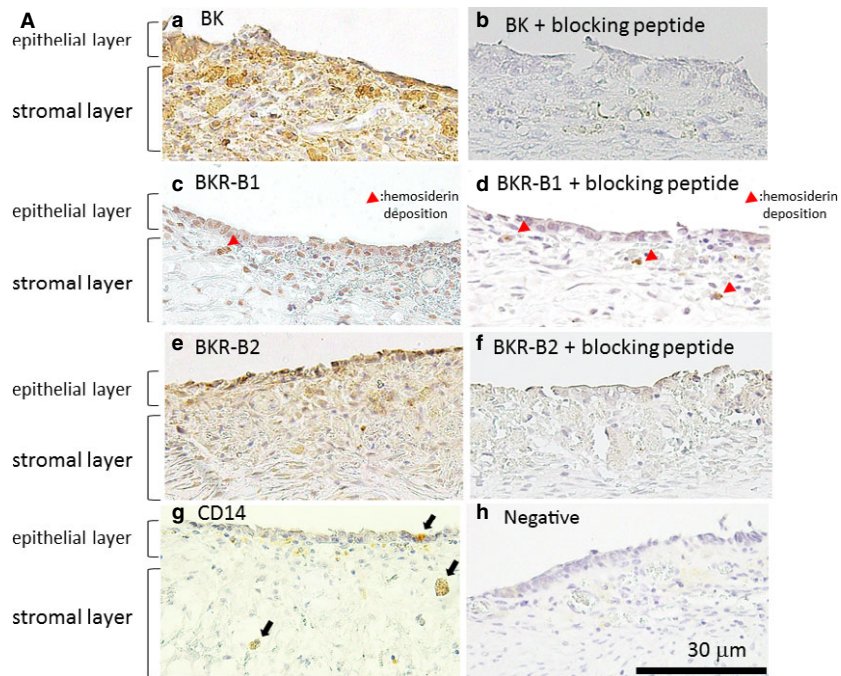 A
a BK
b BK + blocking peptide
epithelial layer
stromal layer
c BKR-B1
:hemosiderin
deposition
d BKR-B1 + blocking peptide
:hemosiderin
deposition
epithelial layer
stromal layer
e BKR-B2
f BKR-B2 + blocking peptide
epithelial layer
stromal layer
g CD14
h Negative
epithelial layer
stromal layer
30 μm